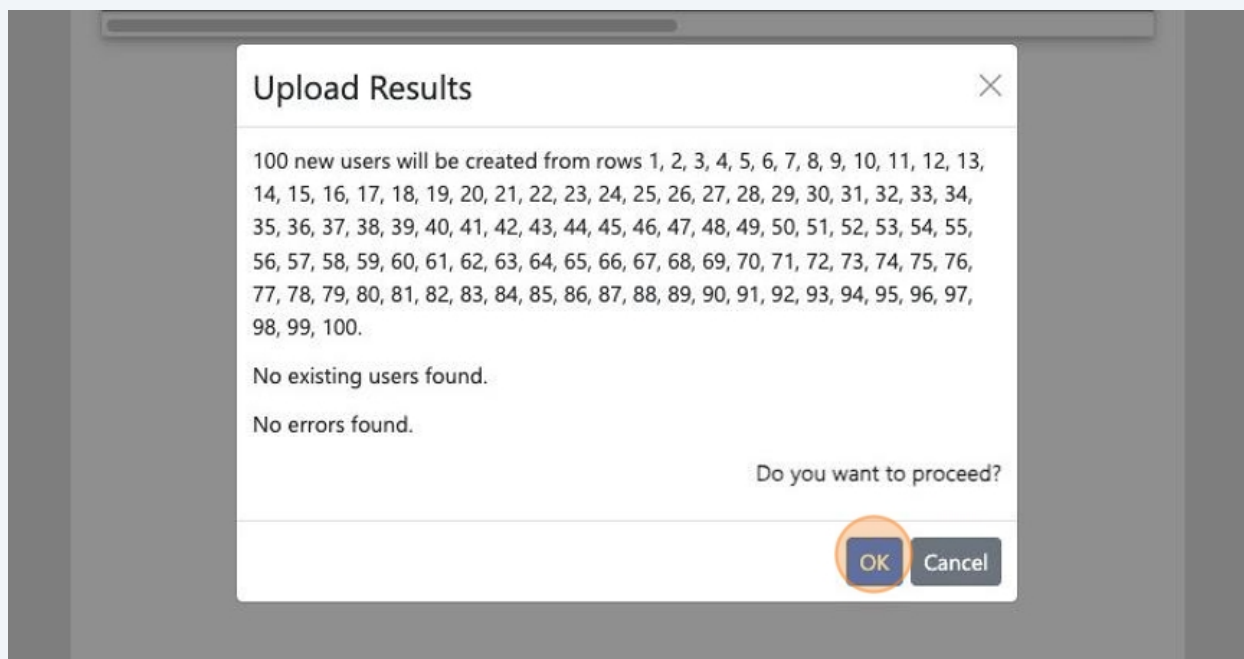 Upload Results
100 new users will be created from rows 1, 2, 3, 4, 5, 6, 7, 8, 9, 10, 11, 12, 13,
14, 15, 16, 17, 18, 19, 20, 21, 22, 23, 24, 25, 26, 27, 28, 29, 30, 31, 32, 33, 34,
35, 36, 37, 38, 39, 40, 41, 42, 43, 44, 45, 46, 47, 48, 49, 50, 51, 52, 53, 54, 55,
56, 57, 58, 59, 60, 61, 62, 63, 64, 65, 66, 67, 68, 69, 70, 71, 72, 73, 74, 75, 76,
77, 78, 79, 80, 81, 82, 83, 84, 85, 86, 87, 88, 89, 90, 91, 92, 93, 94, 95, 96, 97,
98, 99, 100.
No existing users found.
No errors found.
Do you want to proceed?
OK Cancel